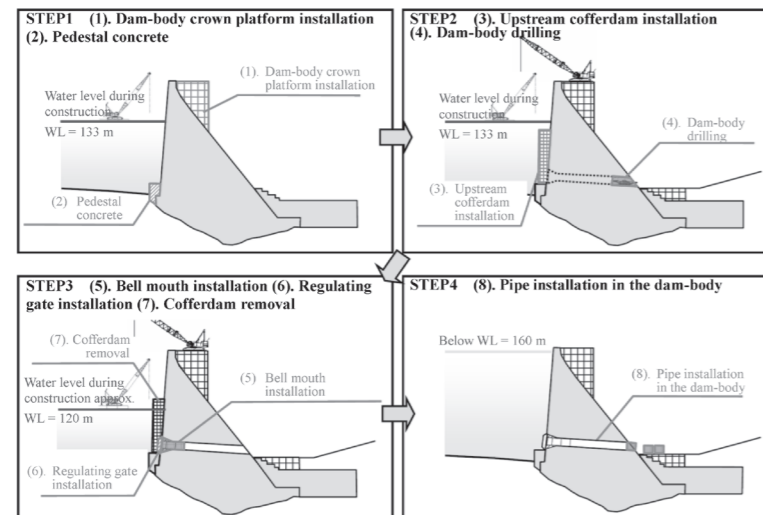 STEP1 (1). Dam-body crown platform installation
(2). Pedestal concrete
(1). Dam-body crown
platform installation
Water level during
construction
WL = 133 m
(2) Pedestal
concrete
STEP2 (3). Upstream cofferdam installation
(4). Dam-body drilling
Water level during
construction
WL = 133 m
(4). Dam-body
drilling
(3). Upstream
cofferdam
installation
STEP3 (5). Bell mouth installation (6). Regulating
gate installation (7). Cofferdam removal
(7). Cofferdam
removal
Water level during
construction approx.
WL = 120 m
(5) Bell mouth
installation
(6). Regulating gate
installation
STEP4 (8). Pipe installation in the dam-body
Below WL = 160 m
(8). Pipe installation
in the dam-body